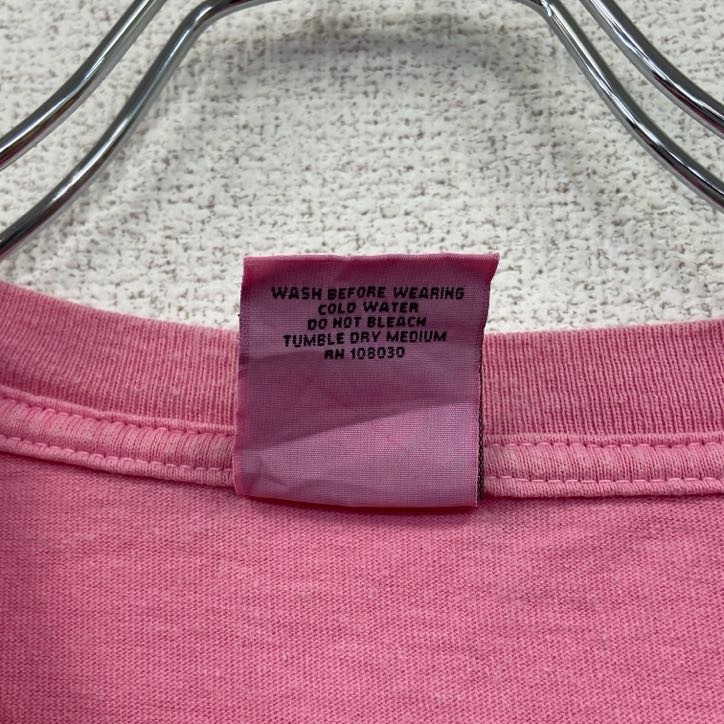 WASH BEFORE WEARING
COLD WATER
DO NOT BLEACH
TUMBLE DRY MEDIUM
RN 108030